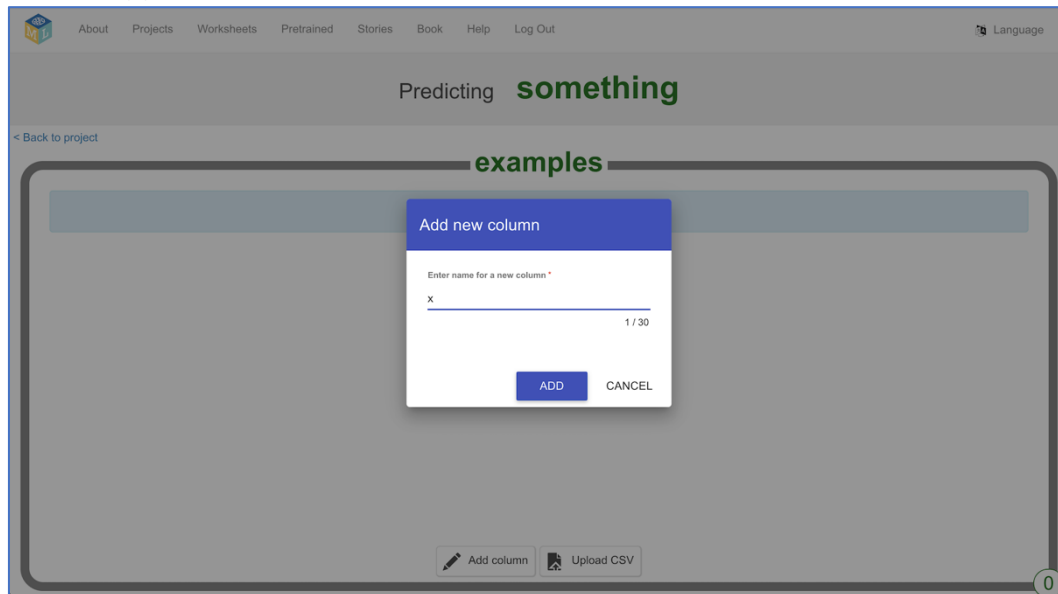 About Projects Worksheets Pretrained Stories Book Help Log Out Language
Predicting something
< Back to project
examples
Add new column
Enter name for a new column *
x
1 / 30
ADD CANCEL
Add column Upload CSV
0